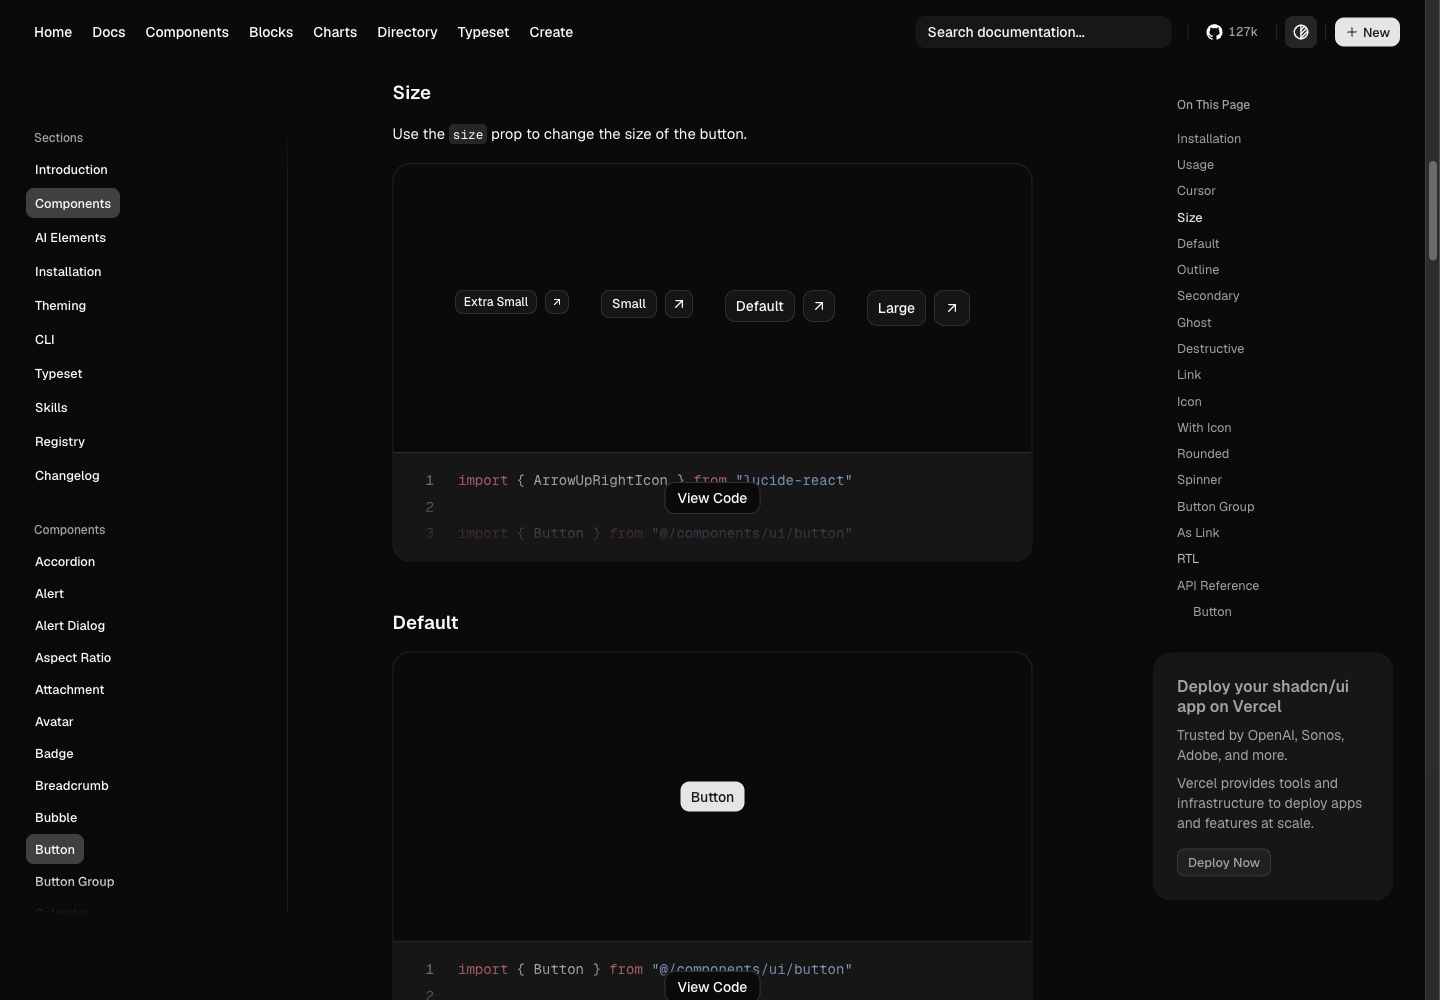 Home Docs Components Blocks Charts Directory Typeset Create
Search documentation...
127k
New
Sections
Introduction
Components
AI Elements
Installation
Theming
CLI
Typeset
Skills
Registry
Changelog
Components
Accordion
Alert
Alert Dialog
Aspect Ratio
Attachment
Avatar
Badge
Breadcrumb
Bubble
Button
Button Group
Calendar
Size
Use the size prop to change the size of the button.
Extra Small
Small
Default
Large
1 import { ArrowUpRightIcon } from "lucide-react"
View Code
2
3 import { Button } from "@/components/ui/button"
Default
Button
1 import { Button } from "@/components/ui/button"
View Code
2
On This Page
Installation
Usage
Cursor
Size
Default
Outline
Secondary
Ghost
Destructive
Link
Icon
With Icon
Rounded
Spinner
Button Group
As Link
RTL
API Reference
Button
Deploy your shadcn/ui
app on Vercel
Trusted by OpenAI, Sonos,
Adobe, and more.
Vercel provides tools and
infrastructure to deploy apps
and features at scale.
Deploy Now